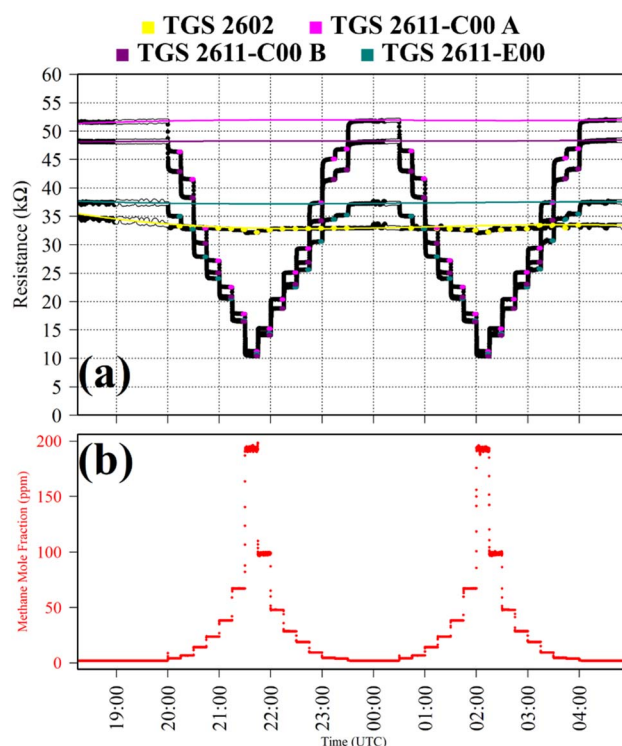 TGS 2602 TGS 2611-C00 A
TGS 2611-C00 B TGS 2611-E00
60
55
50
45
40
35
30
25
20
15
10
5
0
Resistance (kΩ)
(a)
(b)
200
150
100
50
0
Methane Mole Fraction (ppm)
19:00 20:00 21:00 22:00 23:00 00:00 01:00 02:00 03:00 04:00
Time (UTC)